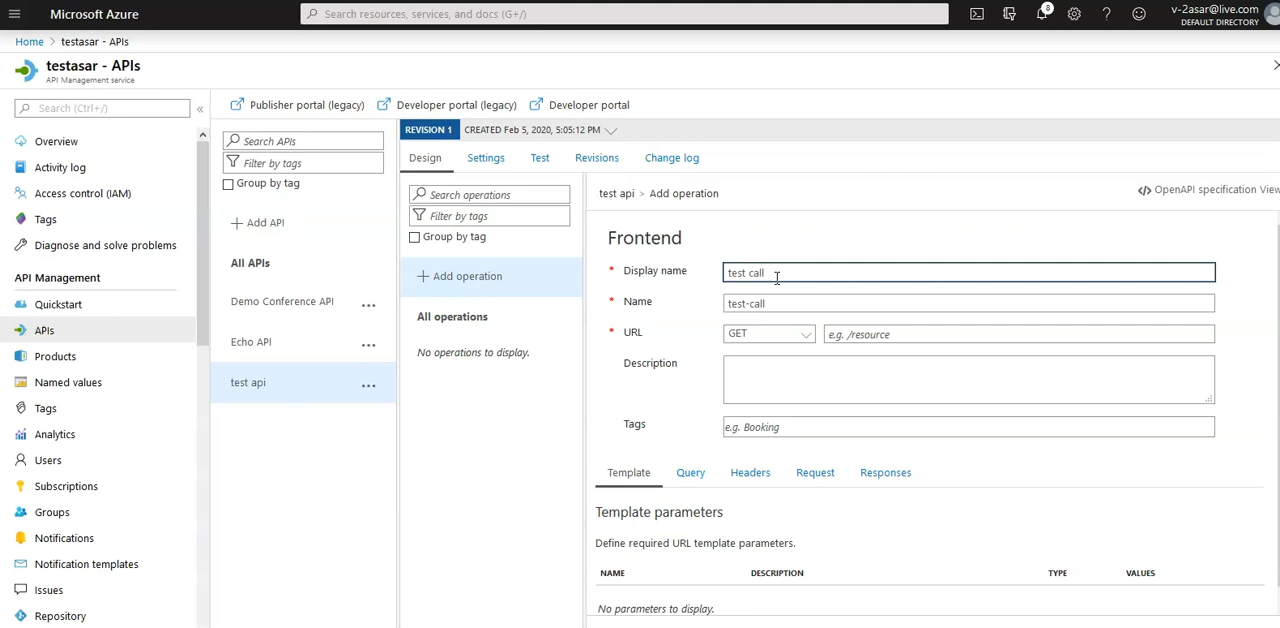 Microsoft Azure
Search resources, services, and docs (G+/)
8
v-2asar@live.com
DEFAULT DIRECTORY
Home > testasar - APIs
testasar - APIs
API Management service
Search (Ctrl+/)
«
Overview
Activity log
Access control (IAM)
Tags
Diagnose and solve problems
API Management
Quickstart
APIs
Products
Named values
Tags
Analytics
Users
Subscriptions
Groups
Notifications
Notification templates
Issues
Repository
Publisher portal (legacy)
Developer portal (legacy)
Developer portal
Search APIs
Filter by tags
Group by tag
+ Add API
All APIs
Demo Conference API ...
Echo API ...
test api ...
REVISION 1 CREATED Feb 5, 2020, 5:05:12 PM
Design Settings Test Revisions Change log
Search operations
Filter by tags
Group by tag
+ Add operation
All operations
No operations to display.
test api > Add operation
</> OpenAPI specification View
Frontend
* Display name test call
* Name test-call
* URL GET e.g. /resource
Description
Tags e.g. Booking
Template Query Headers Request Responses
Template parameters
Define required URL template parameters.
NAME DESCRIPTION TYPE VALUES
No parameters to display.